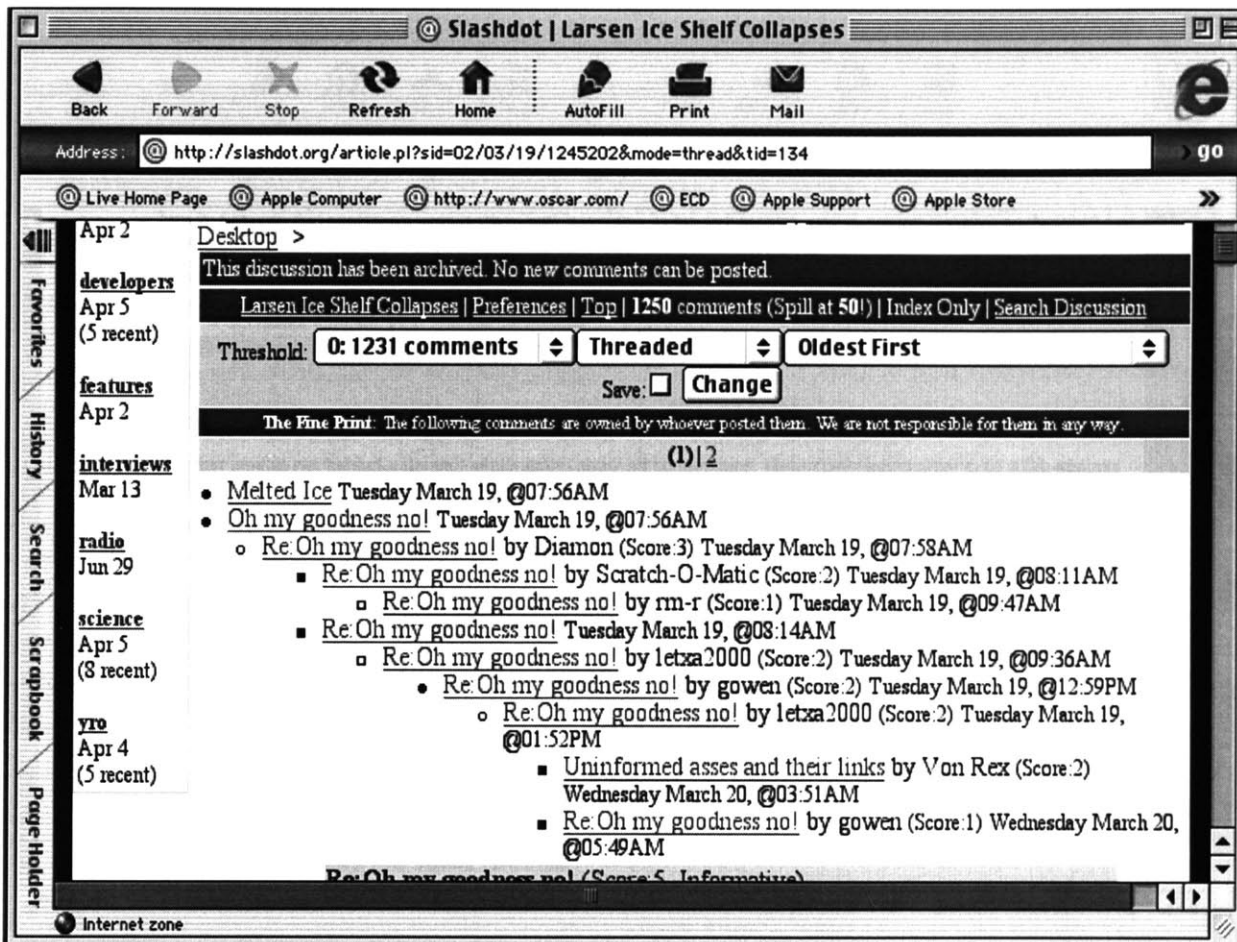 Slashdot | Larsen Ice Shelf Collapses
Back Forward Stop Refresh Home AutoFill Print Mail
Address: http://slashdot.org/article.pl?sid=02/03/19/1245202&mode=thread&tid=134 go
Live Home Page Apple Computer http://www.oscar.com/ ECD Apple Support Apple Store »
Favorites
History
Search
Scrapbook
Page Holder
Apr 2
developers
Apr 5
(5 recent)
features
Apr 2
interviews
Mar 13
radio
Jun 29
science
Apr 5
(8 recent)
yro
Apr 4
(5 recent)
Desktop >
This discussion has been archived. No new comments can be posted.
Larsen Ice Shelf Collapses | Preferences | Top | 1250 comments (Spill at 50!) | Index Only | Search Discussion
Threshold: 0: 1231 comments Threaded Oldest First
Save: Change
The Fine Print: The following comments are owned by whoever posted them. We are not responsible for them in any way.
(1) | 2
• Melted Ice Tuesday March 19, @07:56AM
• Oh my goodness no! Tuesday March 19, @07:56AM
Re:Oh my goodness no! by Diamon (Score:3) Tuesday March 19, @07:58AM
Re:Oh my goodness no! by Scratch-O-Matic (Score:2) Tuesday March 19, @08:11AM
Re:Oh my goodness no! by rm-r (Score:1) Tuesday March 19, @09:47AM
Re:Oh my goodness no! Tuesday March 19, @08:14AM
Re:Oh my goodness no! by letxa2000 (Score:2) Tuesday March 19, @09:36AM
• Re:Oh my goodness no! by gowen (Score:2) Tuesday March 19, @12:59PM
Re:Oh my goodness no! by letxa2000 (Score:2) Tuesday March 19,
@01:52PM
Uninformed asses and their links by Von Rex (Score:2)
Wednesday March 20, @03:51AM
Re:Oh my goodness no! by gowen (Score:1) Wednesday March 20,
@05:49AM
Re:Oh my goodness no! (Score:5, Informative)
Internet zone